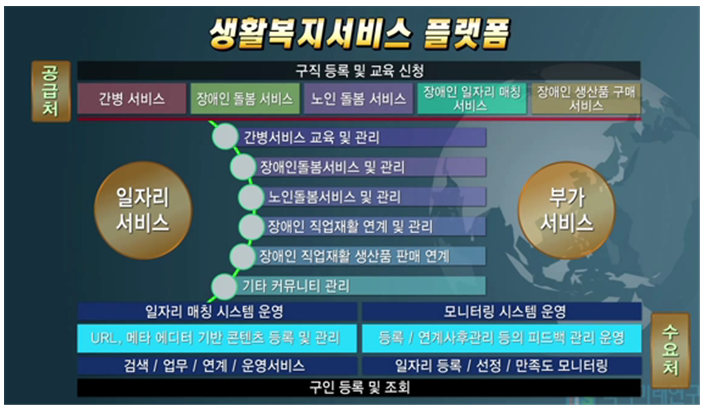 생활복지서비스 플랫폼
공급처
구직 등록 및 교육 신청
간병 서비스
장애인 돌봄 서비스
노인 돌봄 서비스
장애인 일자리 매칭
서비스
장애인 생산품 구매
서비스
간병서비스 교육 및 관리
장애인돌봄서비스 및 관리
노인돌봄서비스 및 관리
장애인 직업재활 연계 및 관리
장애인 직업재활 생산품 판매 연계
기타 커뮤니티 관리
일자리
서비스
부가
서비스
일자리 매칭 시스템 운영
모니터링 시스템 운영
URL, 메타 에디터 기반 콘텐츠 등록 및 관리
등록 / 연계사후관리 등의 피드백 관리 운영
검색 / 업무 / 연계 / 운영서비스
일자리 등록 / 선정 / 만족도 모니터링
수요처
구인 등록 및 조회